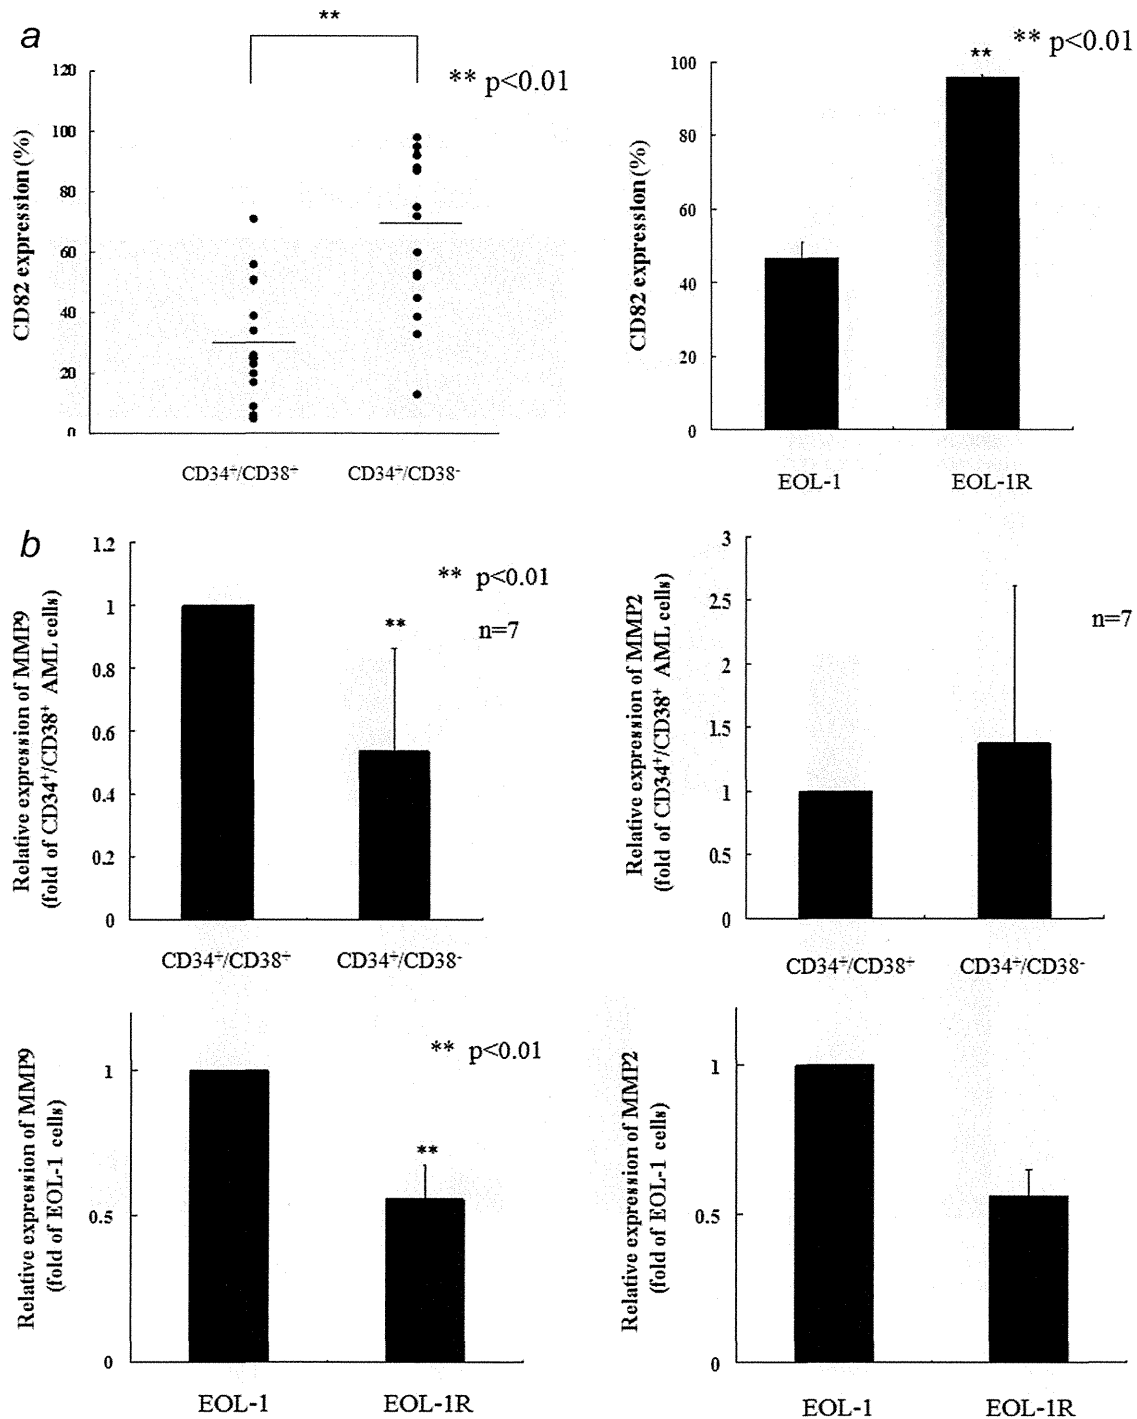 a
**
** p<0.01
120
100
80
60
40
20
0
CD82 expression (%)
CD34+/CD38+
CD34+/CD38-
** p<0.01
**
100
80
60
40
20
0
CD82 expression (%)
EOL-1
EOL-1R
b
1.2
1
0.8
0.6
0.4
0.2
0
Relative expression of MMP9
(fold of CD34+/CD38+ AML cells)
** p<0.01
**
n=7
CD34+/CD38+
CD34+/CD38-
3
2.5
2
1.5
1
0.5
0
Relative expression of MMP2
(fold of CD34+/CD38+ AML cells)
n=7
CD34+/CD38+
CD34+/CD38-
1
0.5
0
Relative expression of MMP9
(fold of EOL-1 cells)
** p<0.01
**
EOL-1
EOL-1R
1
0.5
0
Relative expression of MMP2
(fold of EOL-1 cells)
EOL-1
EOL-1R